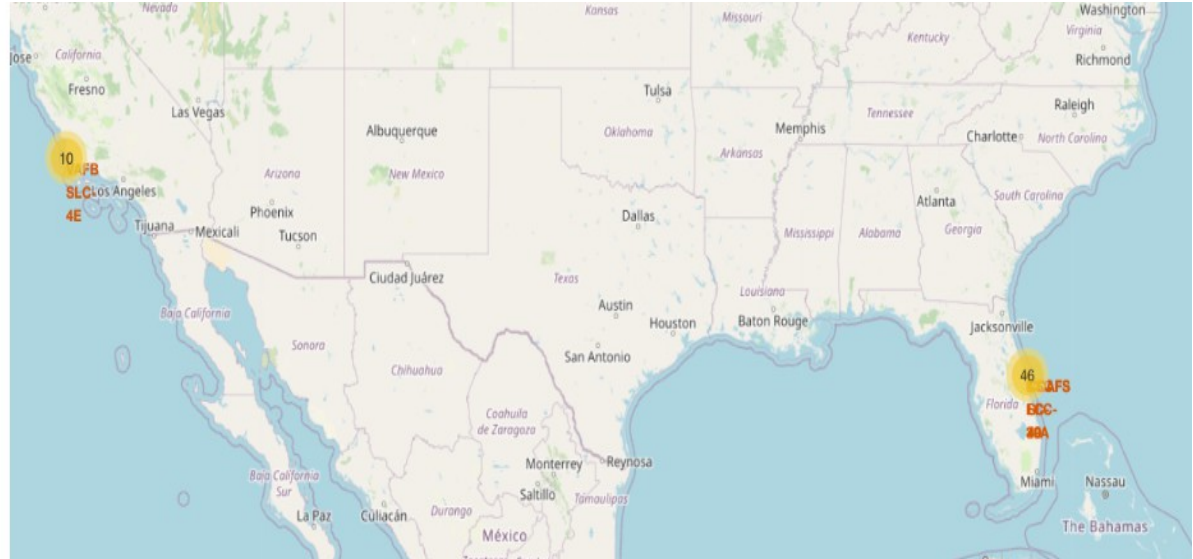 Nevada
Kansas
Missouri
Washington
Virginia
Kentucky
Richmond
Jose
California
Fresno
Las Vegas
Tulsa
Raleigh
Albuquerque
Oklahoma
Memphis
Tennessee
Charlotte
North Carolina
10
Arizona
New Mexico
Arkansas
SLC-
Los Angeles
4E
Phoenix
Dallas
Atlanta
South Carolina
Tijuana
Mexicali
Tucson
Mississippi
Alabama
Georgia
Ciudad Juárez
Texas
Louisiana
Baja California
Austin
Houston
Baton Rouge
Jacksonville
Sonora
San Antonio
Chihuahua
46
Florida
Coahuila
de Zaragoza
Monterrey
Reynosa
Baja California
Sur
Saltillo
Tamaulipas
Miami
Nassau
La Paz
Culiacán
Durango
México
The Bahamas